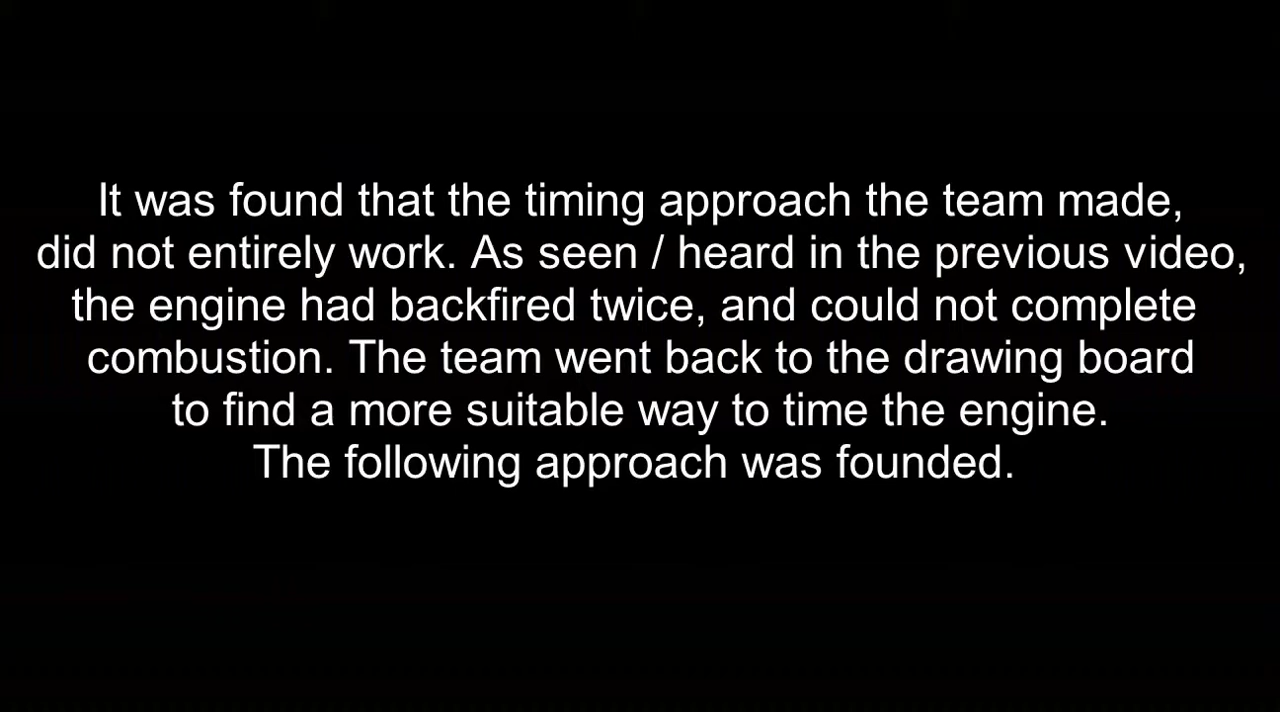 It was found that the timing approach the team made,
did not entirely work. As seen / heard in the previous video,
the engine had backfired twice, and could not complete
combustion. The team went back to the drawing board
to find a more suitable way to time the engine.
The following approach was founded.